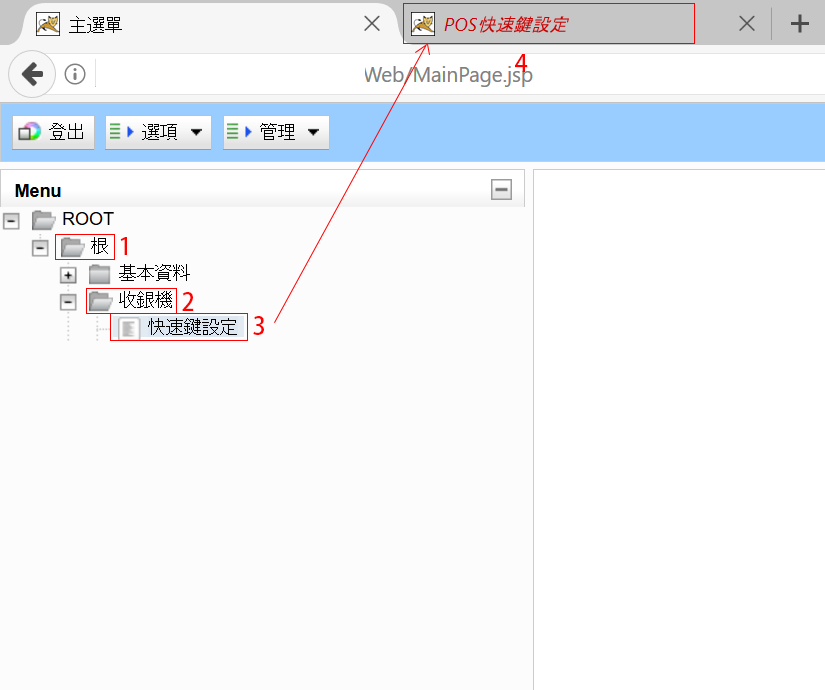 主選單
POS快速鍵設定
Web/MainPage.jsp
4
登出 選項 管理
Menu
ROOT
根 1
基本資料
收銀機 2
快速鍵設定 3